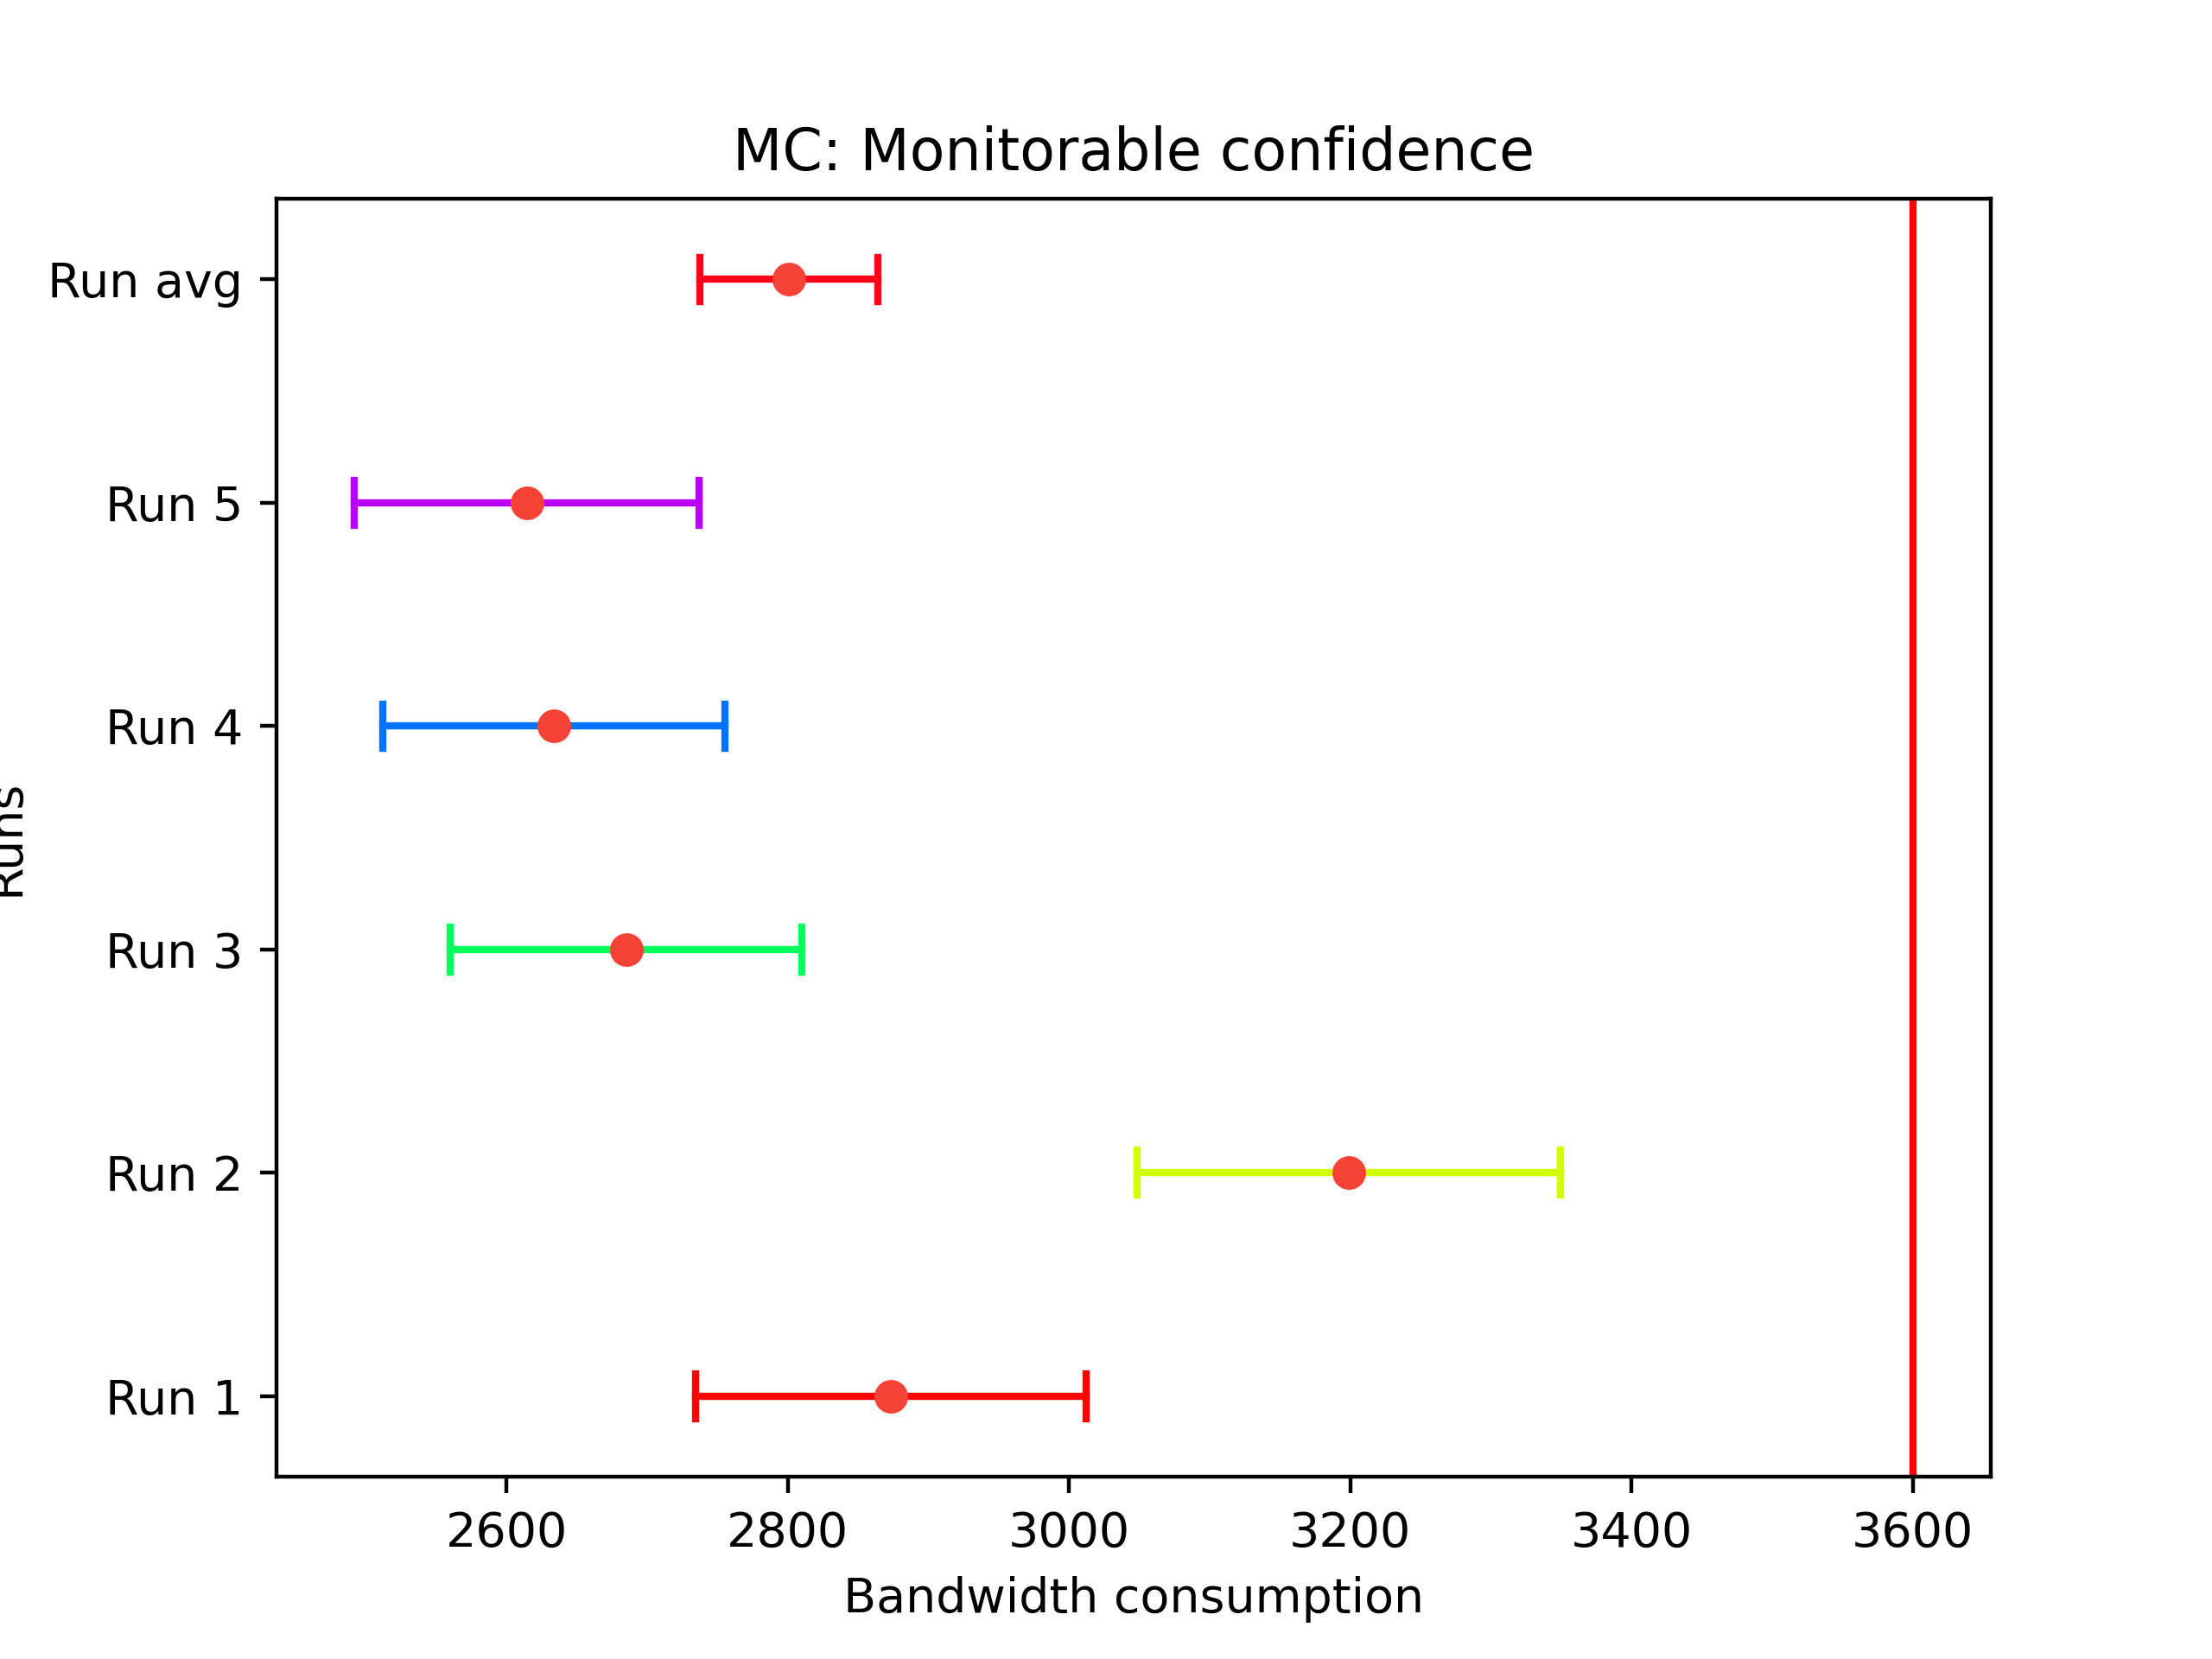 MC: Monitorable confidence
Run avg
Run 5
Run 4
Runs
Run 3
Run 2
Run 1
2600 2800 3000 3200 3400 3600
Bandwidth consumption